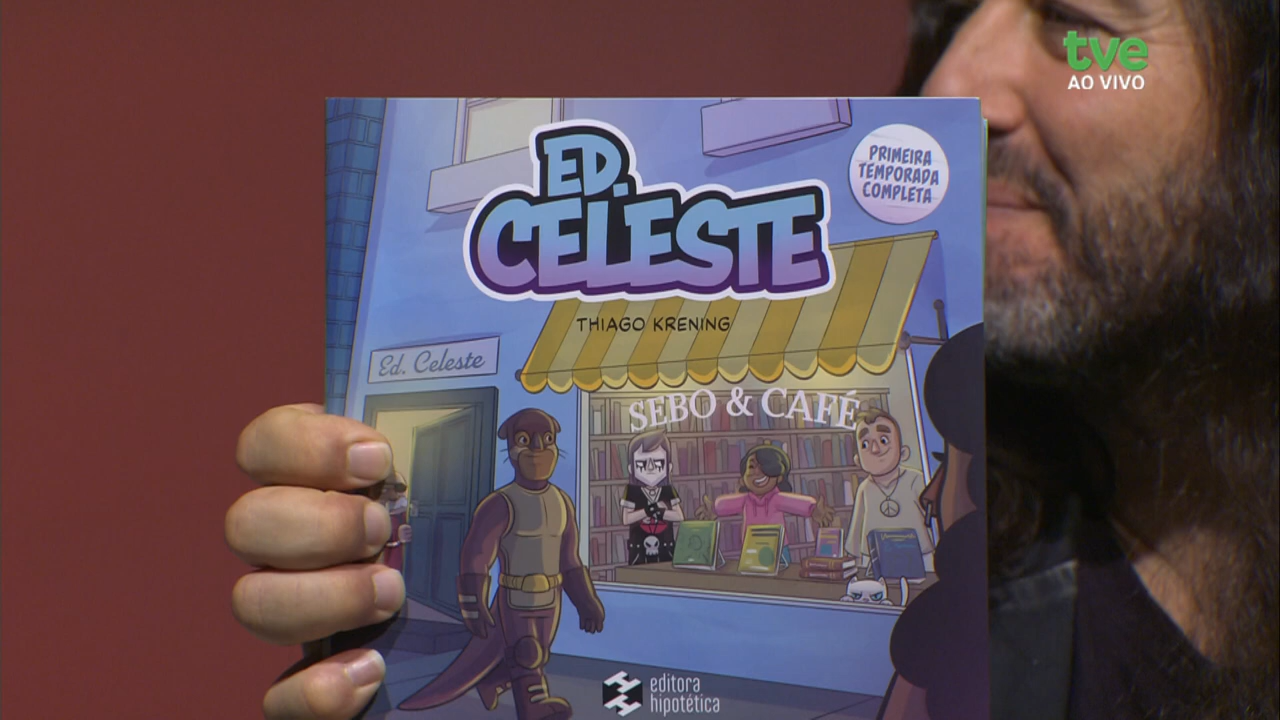 tve
AO VIVO
ED.
CELESTE
PRIMEIRA
TEMPORADA
COMPLETA
THIAGO KRENING
Ed. Celeste
SEBO & CAFÉ
editora
hipotética